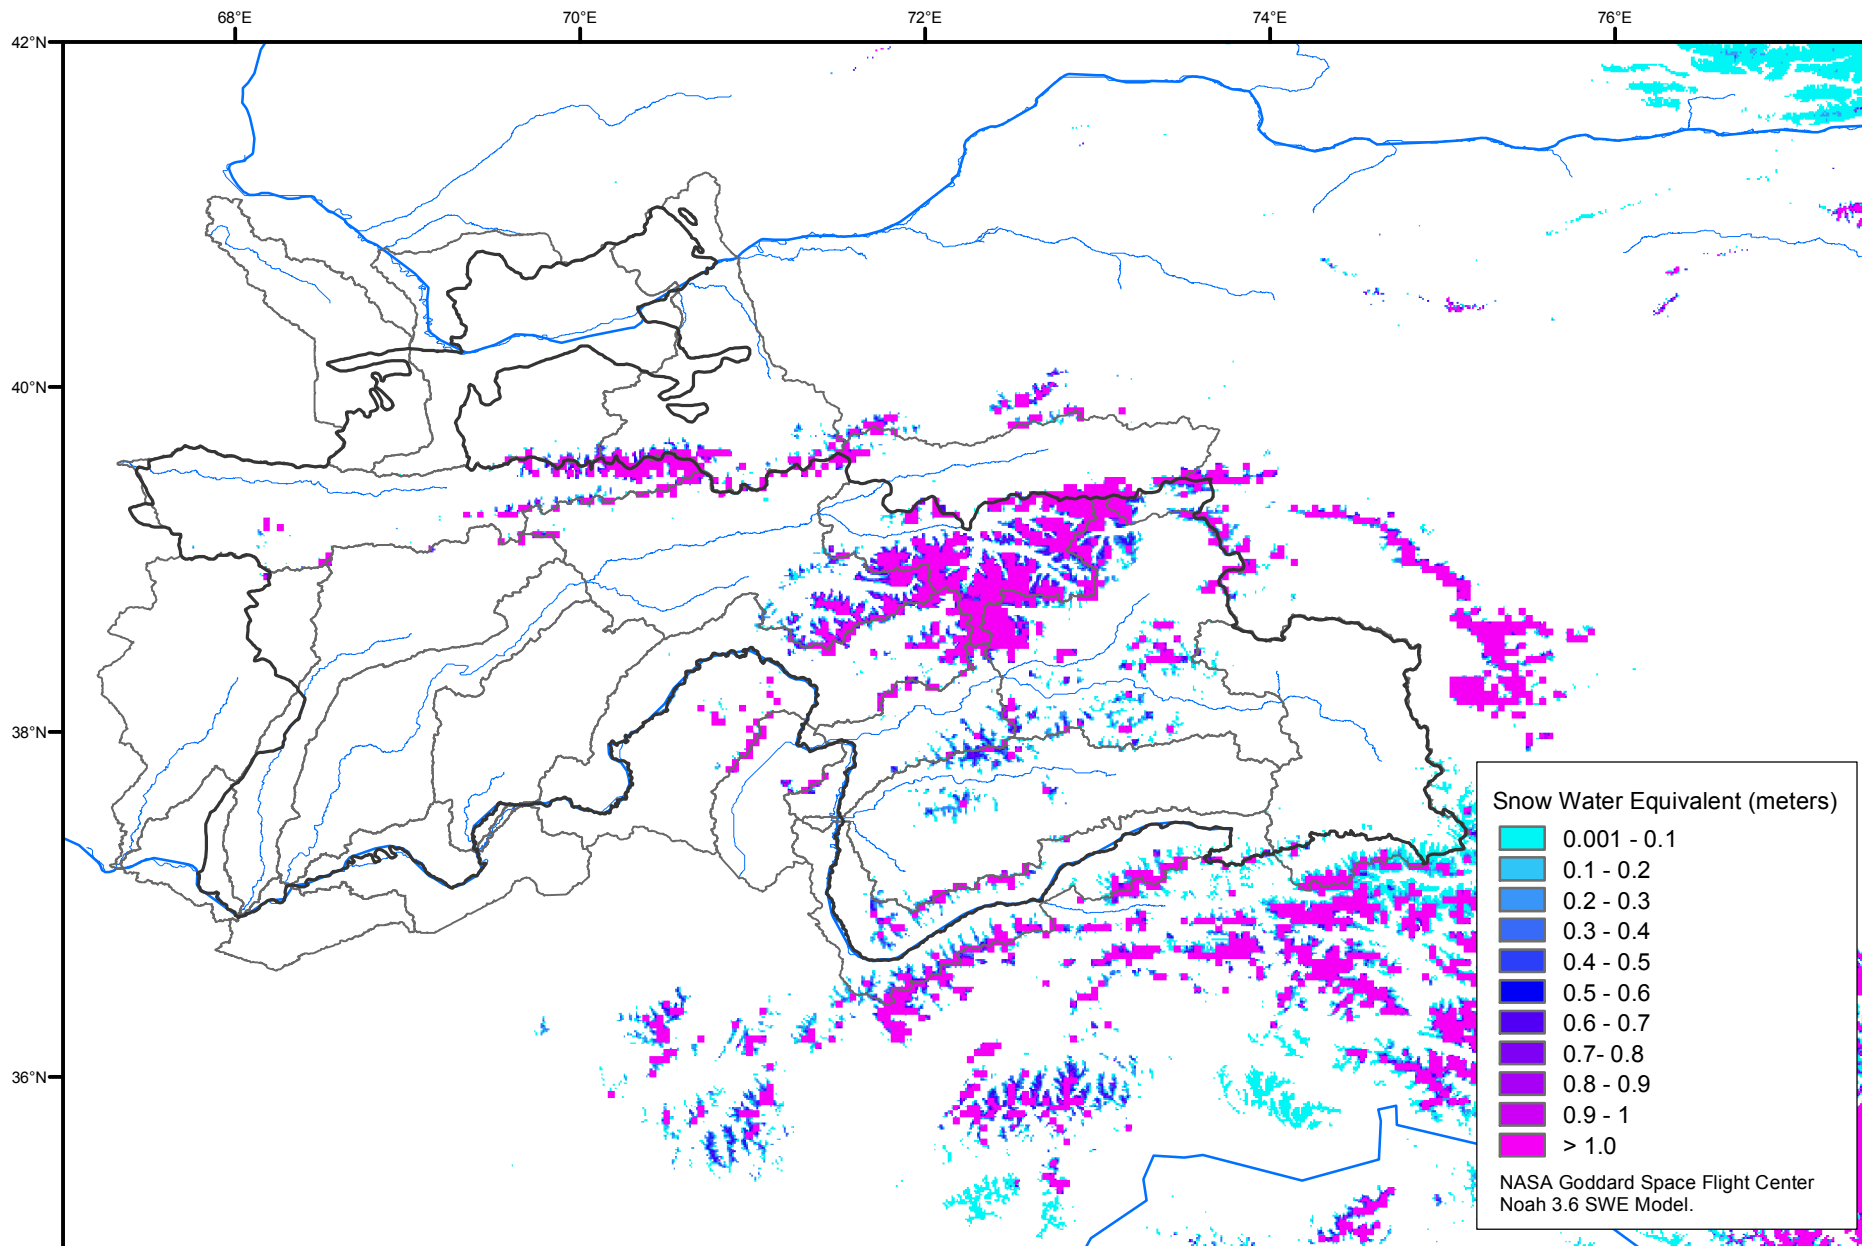 68°E 70°E 72°E 74°E 76°E
42°N
40°N
38°N
36°N
Snow Water Equivalent (meters)
0.001 - 0.1
0.1 - 0.2
0.2 - 0.3
0.3 - 0.4
0.4 - 0.5
0.5 - 0.6
0.6 - 0.7
0.7- 0.8
0.8 - 0.9
0.9 - 1
> 1.0
NASA Goddard Space Flight Center
Noah 3.6 SWE Model.